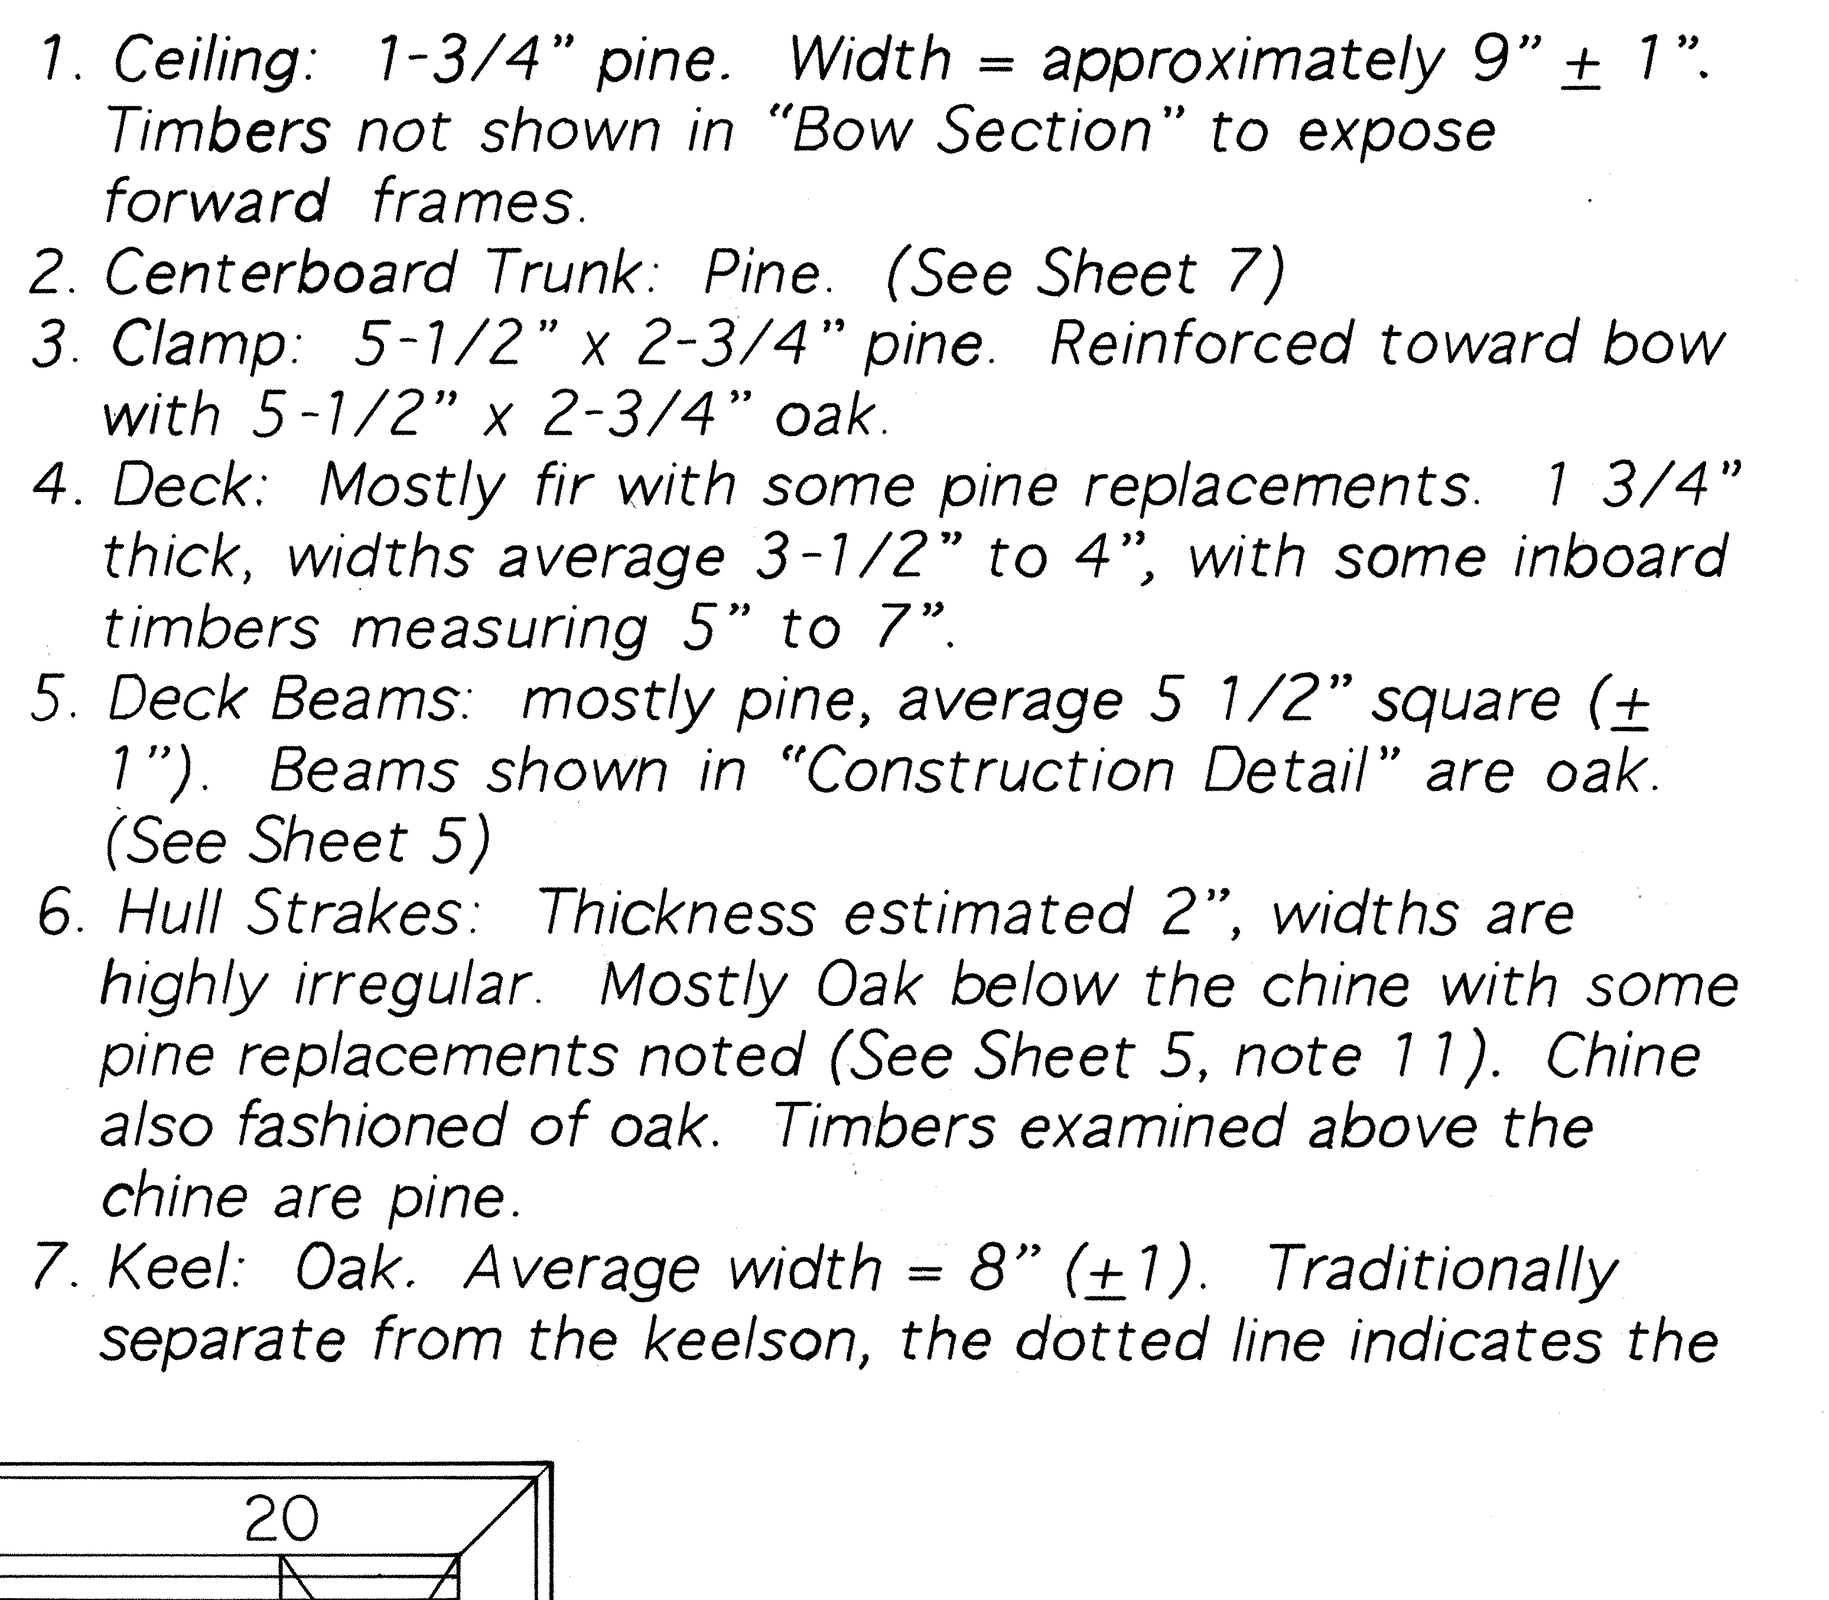 1. Ceiling: 1-3/4” pine. Width = approximately 9” ± 1”.
Timbers not shown in “Bow Section” to expose
forward frames.
2. Centerboard Trunk: Pine. (See Sheet 7)
3. Clamp: 5-1/2” x 2-3/4” pine. Reinforced toward bow
with 5-1/2” x 2-3/4” oak.
4. Deck: Mostly fir with some pine replacements. 1 3/4”
thick, widths average 3-1/2” to 4”, with some inboard
timbers measuring 5” to 7”.
5. Deck Beams: mostly pine, average 5 1/2” square (±
1”). Beams shown in “Construction Detail” are oak.
(See Sheet 5)
6. Hull Strakes: Thickness estimated 2”, widths are
highly irregular. Mostly Oak below the chine with some
pine replacements noted (See Sheet 5, note 11). Chine
also fashioned of oak. Timbers examined above the
chine are pine.
7. Keel: Oak. Average width = 8” (±1). Traditionally
separate from the keelson, the dotted line indicates the
20